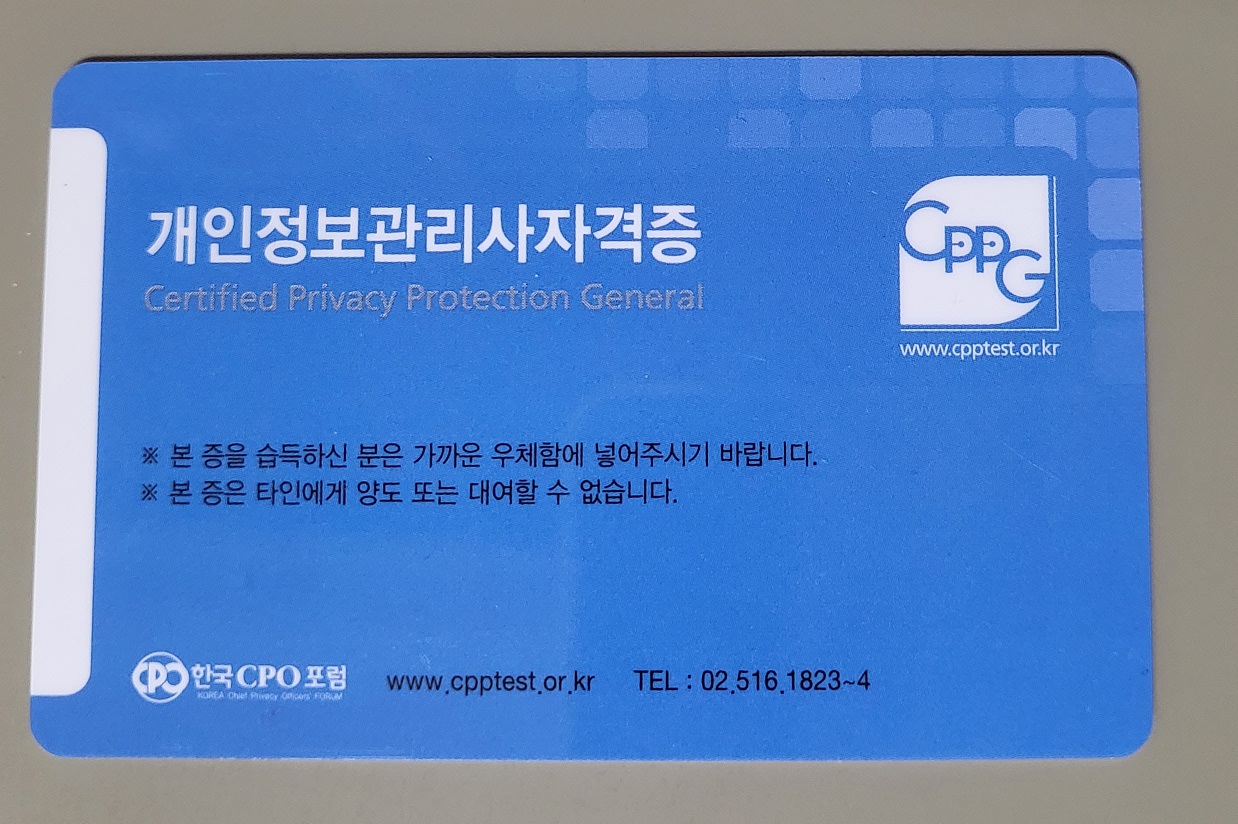 개인정보관리사자격증
Certified Privacy Protection General
CPPG
www.cpptest.or.kr
※ 본 증을 습득하신 분은 가까운 우체함에 넣어주시기 바랍니다.
※ 본 증은 타인에게 양도 또는 대여할 수 없습니다.
CPO 한국CPO포럼
KOREA Chief Privacy Officers' FORUM
www.cpptest.or.kr TEL : 02.516.1823~4